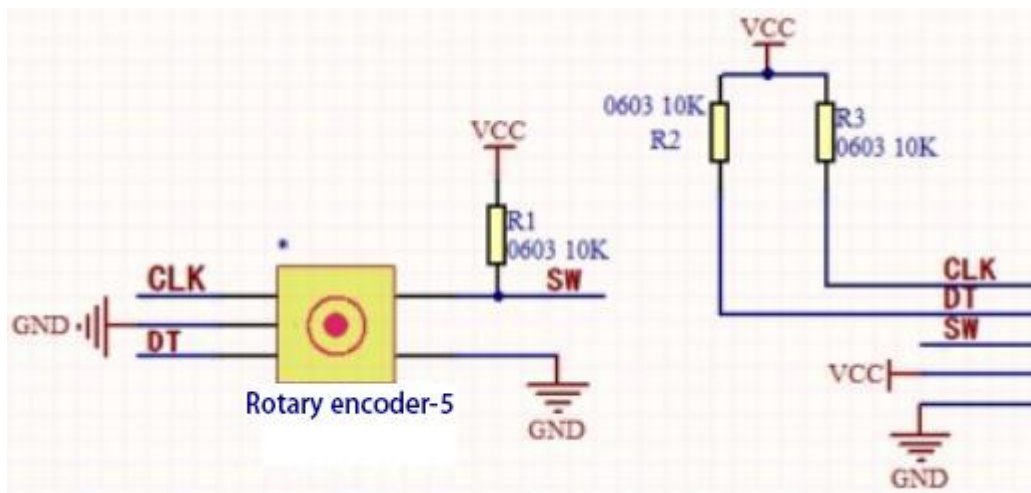 VCC
R1
0603 10K
*
CLK
SW
GND
DT
Rotary encoder-5
GND
VCC
0603 10K
R2
R3
0603 10K
CLK
DT
SW
VCC
GND